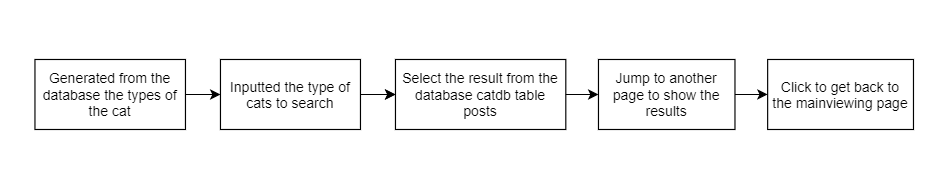 Generated from the
database the types of
the cat
Inputted the type of
cats to search
Select the result from the
database catdb table
posts
Jump to another
page to show the
results
Click to get back to
the mainviewing page